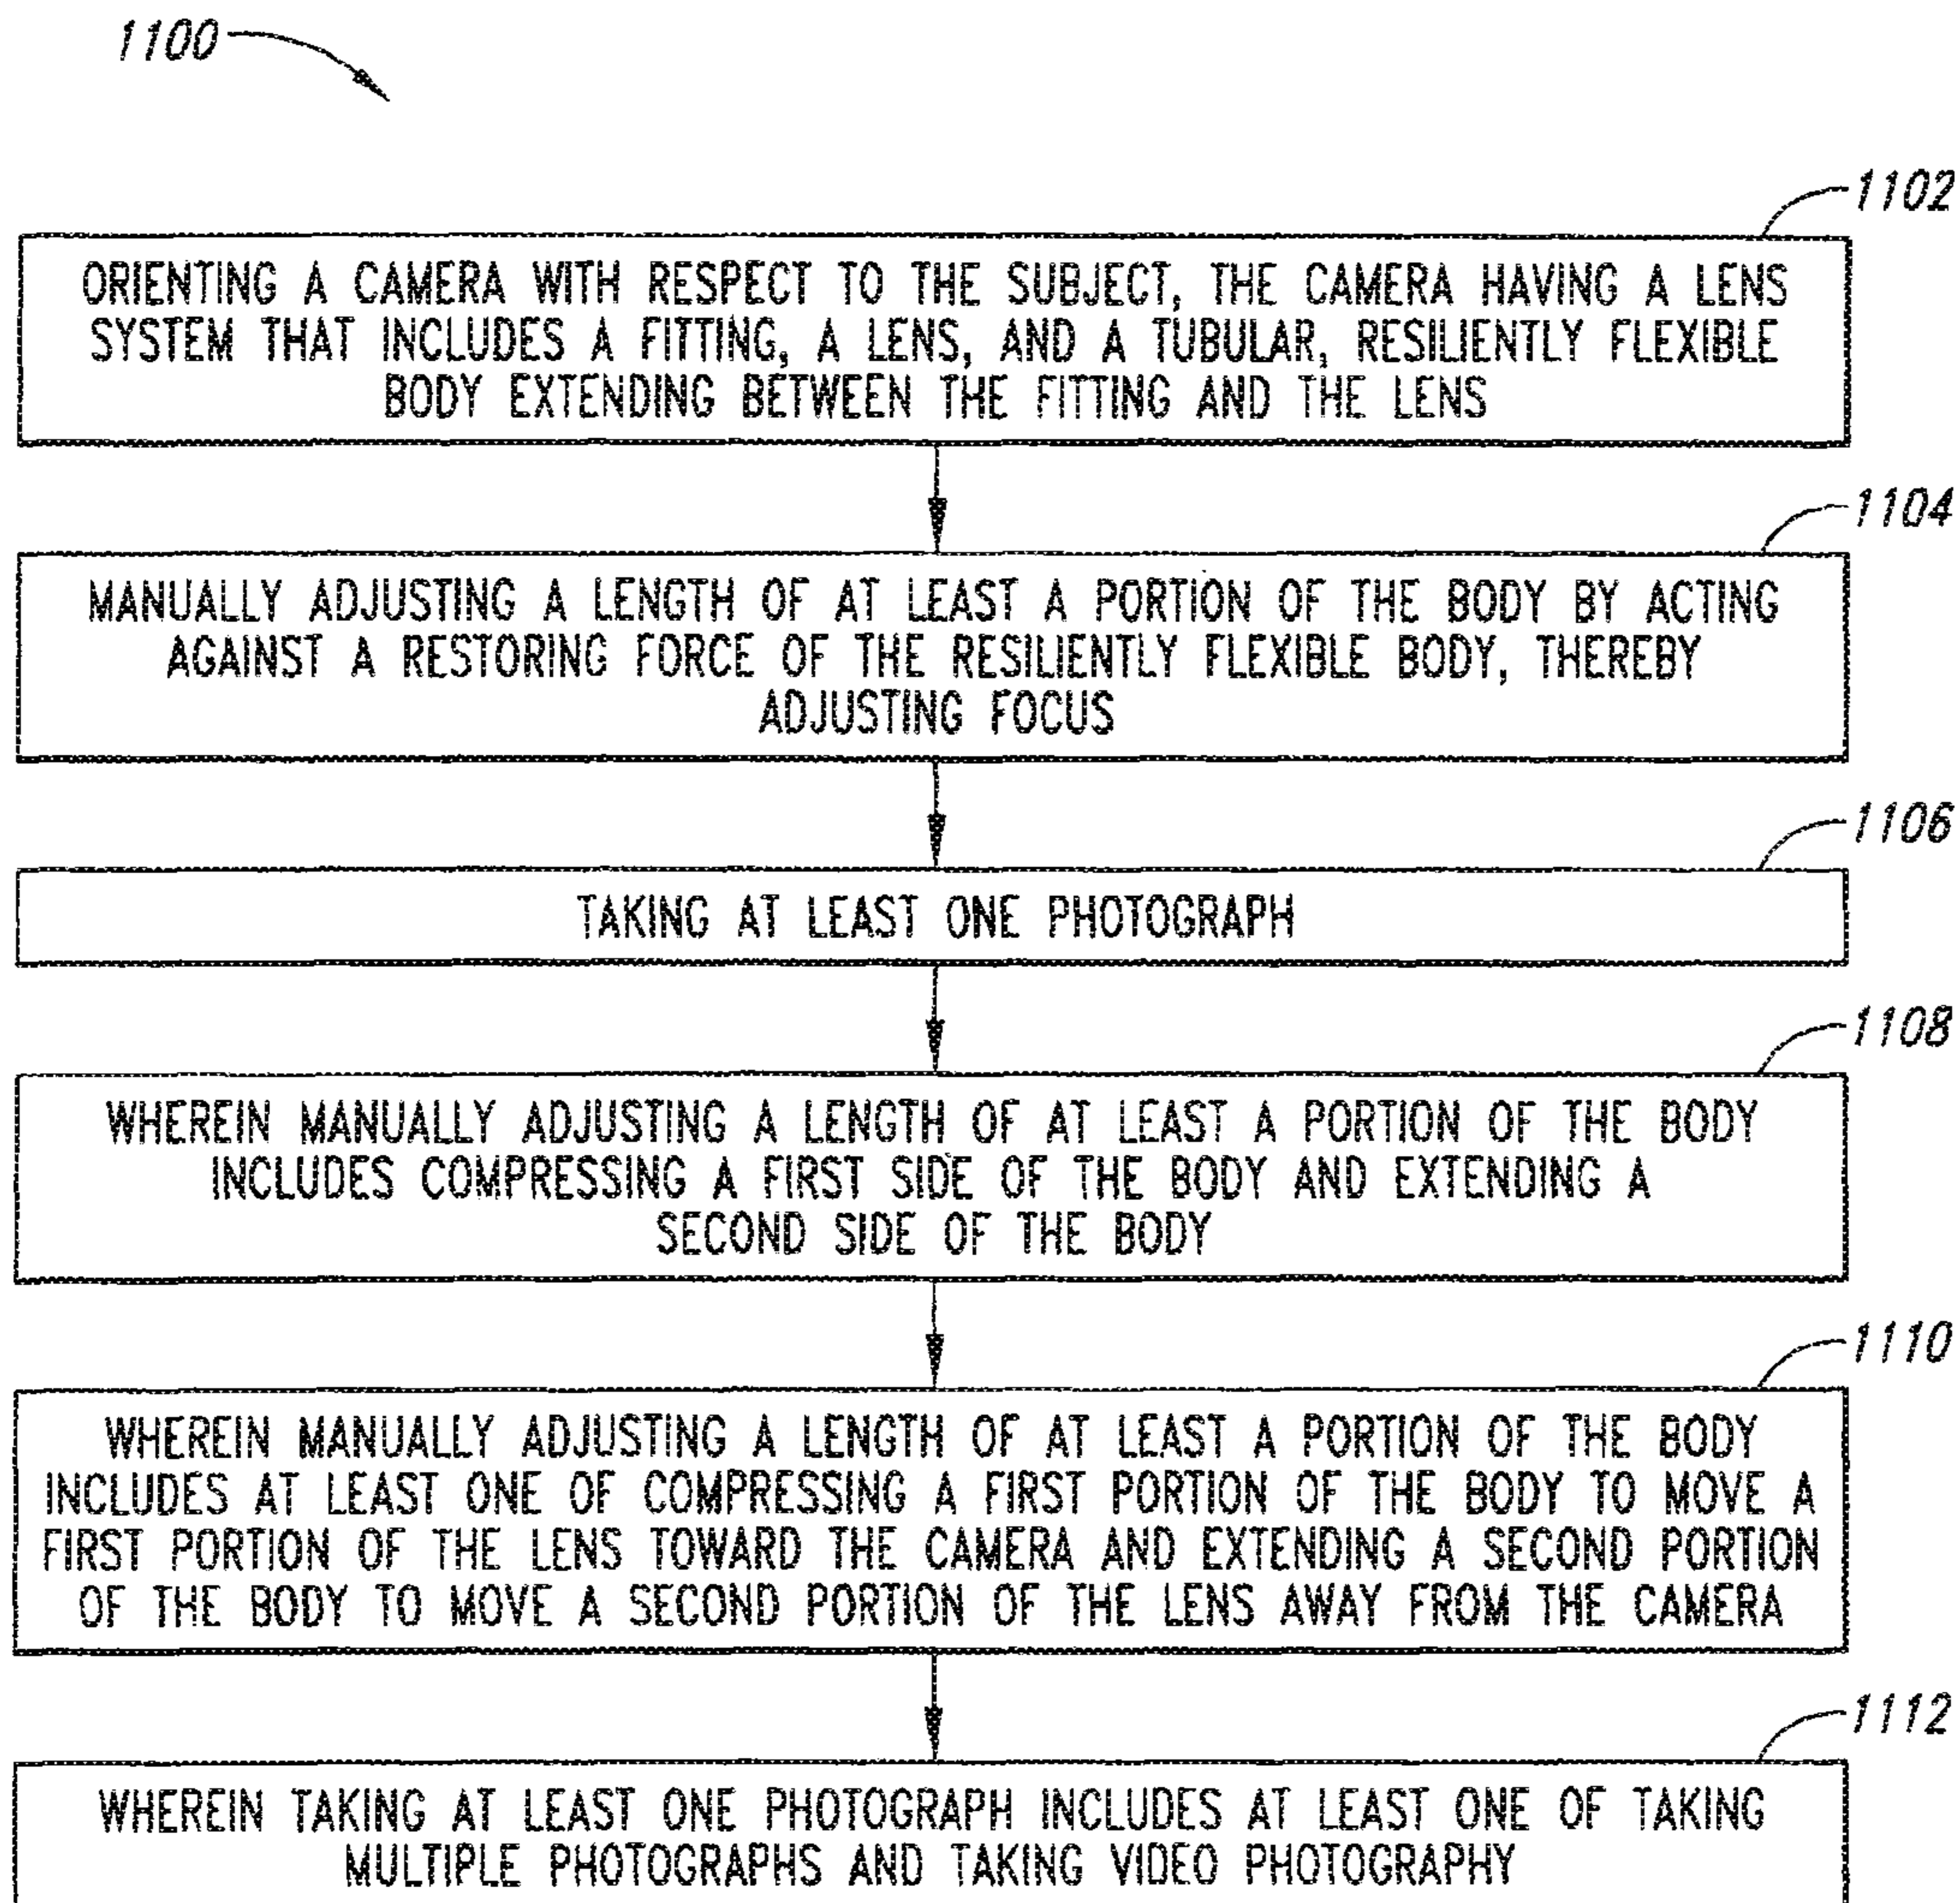 1100
1102
ORIENTING A CAMERA WITH RESPECT TO THE SUBJECT, THE CAMERA HAVING A LENS
SYSTEM THAT INCLUDES A FITTING, A LENS, AND A TUBULAR, RESILIENTLY FLEXIBLE
BODY EXTENDING BETWEEN THE FITTING AND THE LENS
1104
MANUALLY ADJUSTING A LENGTH OF AT LEAST A PORTION OF THE BODY BY ACTING
AGAINST A RESTORING FORCE OF THE RESILIENTLY FLEXIBLE BODY, THEREBY
ADJUSTING FOCUS
1106
TAKING AT LEAST ONE PHOTOGRAPH
1108
WHEREIN MANUALLY ADJUSTING A LENGTH OF AT LEAST A PORTION OF THE BODY
INCLUDES COMPRESSING A FIRST SIDE OF THE BODY AND EXTENDING A
SECOND SIDE OF THE BODY
1110
WHEREIN MANUALLY ADJUSTING A LENGTH OF AT LEAST A PORTION OF THE BODY
INCLUDES AT LEAST ONE OF COMPRESSING A FIRST PORTION OF THE BODY TO MOVE A
FIRST PORTION OF THE LENS TOWARD THE CAMERA AND EXTENDING A SECOND PORTION
OF THE BODY TO MOVE A SECOND PORTION OF THE LENS AWAY FROM THE CAMERA
1112
WHEREIN TAKING AT LEAST ONE PHOTOGRAPH INCLUDES AT LEAST ONE OF TAKING
MULTIPLE PHOTOGRAPHS AND TAKING VIDEO PHOTOGRAPHY